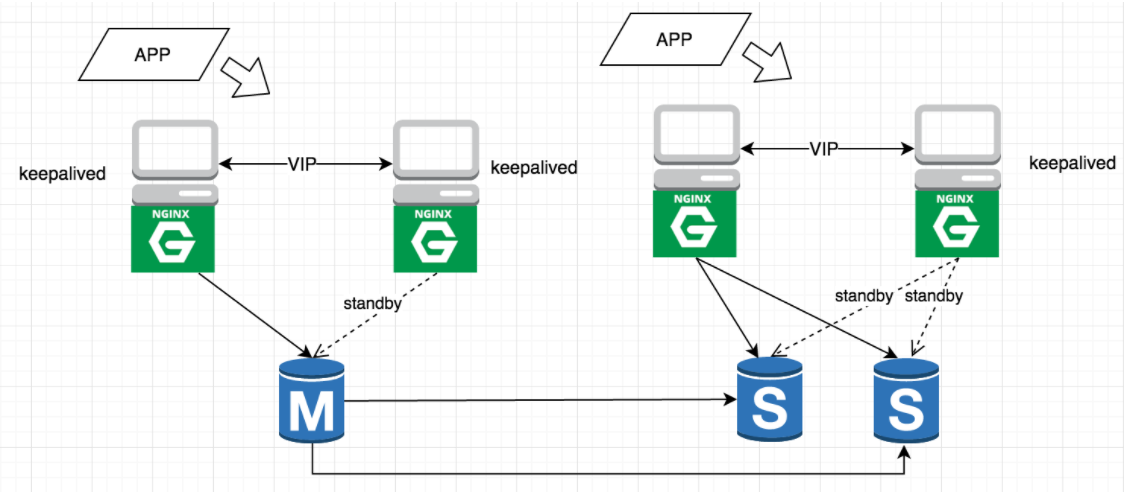 APP
APP
keepalived
VIP
keepalived
VIP
keepalived
NGINX
G
NGINX
G
NGINX
G
NGINX
G
standby
standby
standby
M
S
S